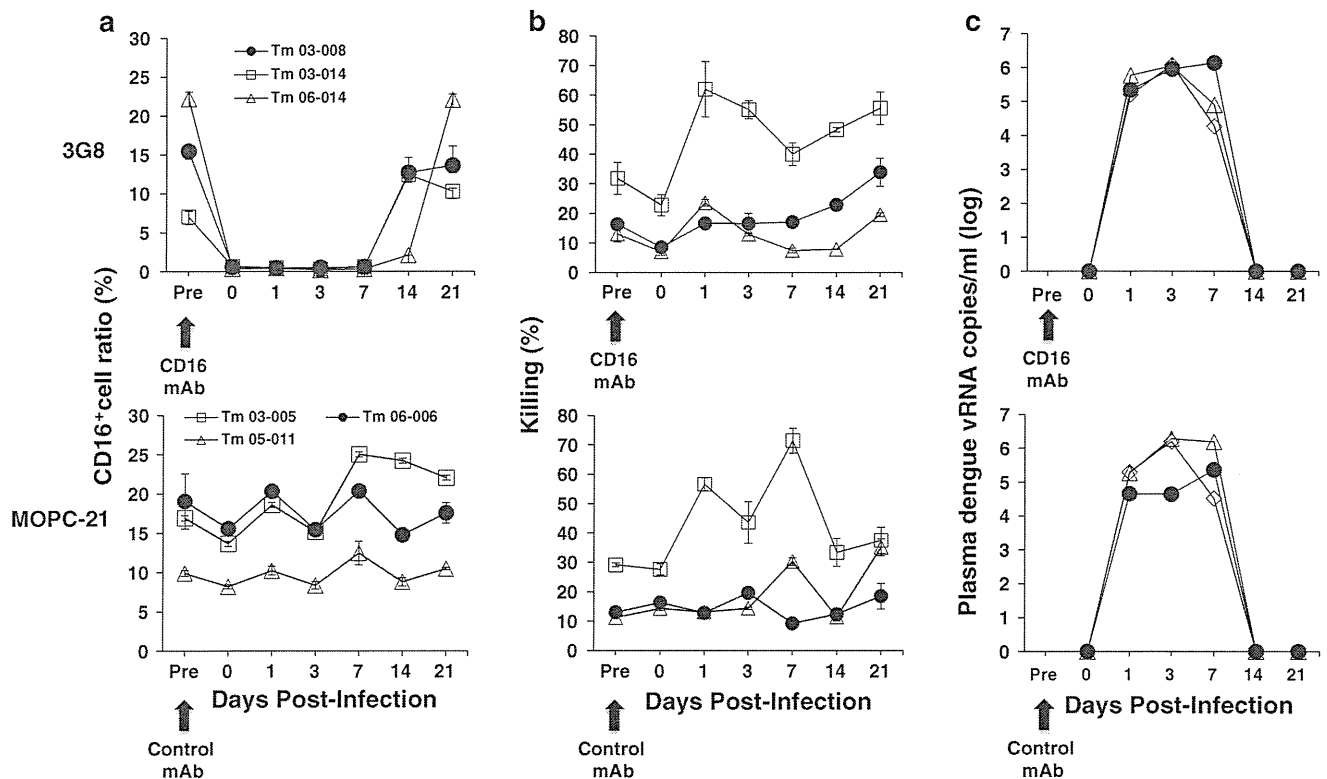 a
b
c
3G8
MOPC-21
CD16⁺cell ratio (%)
30
25
20
15
10
5
0
Tm 03-008
Tm 03-014
Tm 06-014
Pre 0 1 3 7 14 21
CD16
mAb
Killing (%)
80
70
60
50
40
30
20
10
0
Pre 0 1 3 7 14 21
CD16
mAb
Plasma dengue vRNA copies/ml (log)
7
6
5
4
3
2
1
0
Pre 0 1 3 7 14 21
CD16
mAb
30
25
20
15
10
5
0
Tm 03-005
Tm 06-006
Tm 05-011
Pre 0 1 3 7 14 21
Days Post-Infection
Control
mAb
80
70
60
50
40
30
20
10
0
Pre 0 1 3 7 14 21
Days Post-Infection
Control
mAb
7
6
5
4
3
2
1
0
Pre 0 1 3 7 14 21
Days Post-Infection
Control
mAb